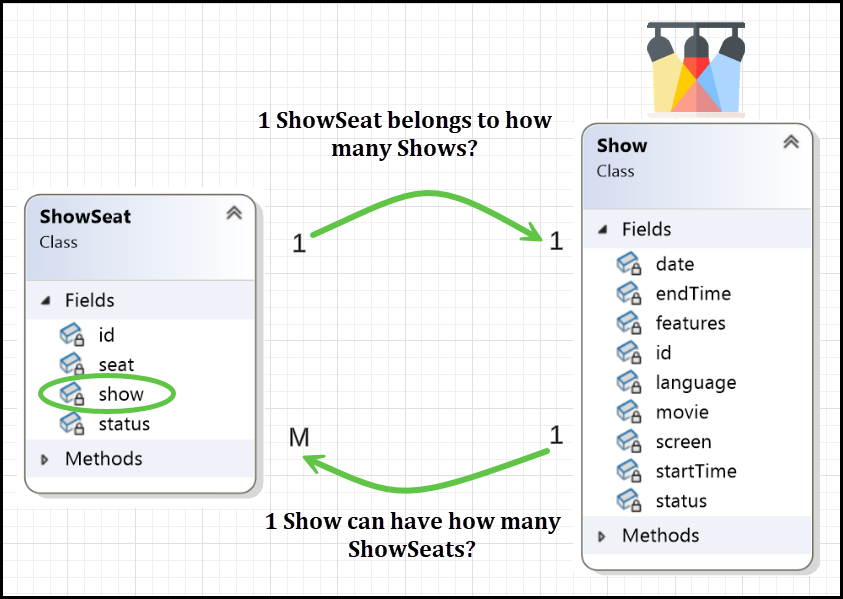 1 ShowSeat belongs to how
many Shows?
ShowSeat
Class
Fields
id
seat
show
status
Methods
1
1
M
1
1 Show can have how many
ShowSeats?
Show
Class
Fields
date
endTime
features
id
language
movie
screen
startTime
status
Methods